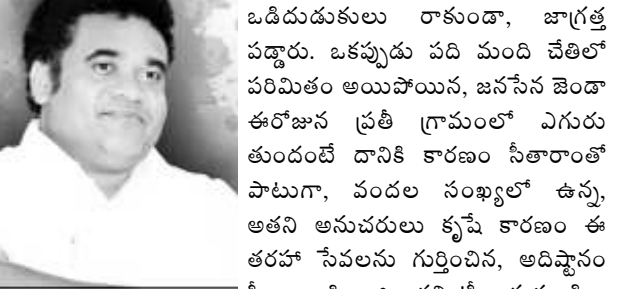 ఒడిదుడుకులు రాకుండా, జాగ్రత్త
పడ్డారు. ఒకప్పుడు పది మంది చేతిలో
పరిమితం అయిపోయిన, జనసేన జెండా
ఈరోజున ప్రతీ గ్రామంలో ఎగురు
తుందంటే దానికి కారణం సీతారాంతో
పాటుగా, వందల సంఖ్యలో ఉన్న,
అతని అనుచరులు కృషే కారణం ఈ
తరహా సేవలను గుర్తించిన, అదిష్టానం